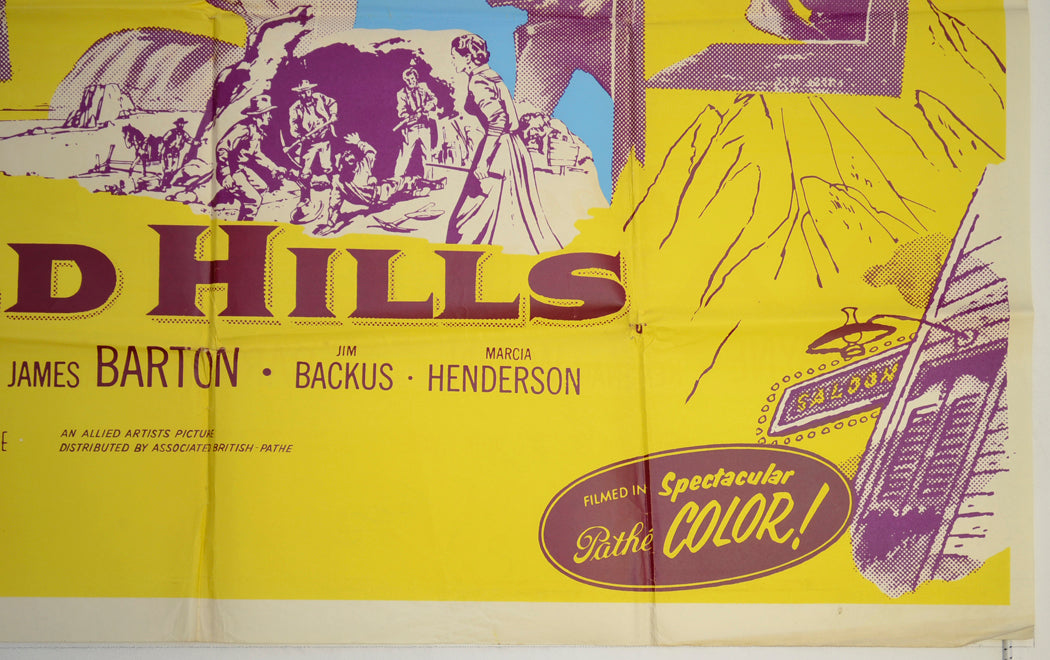 D HILLS
JAMES BARTON • JIM BACKUS • MARCIA HENDERSON
E
AN ALLIED ARTISTS PICTURE
DISTRIBUTED BY ASSOCIATED BRITISH-PATHE
SALOON
FILMED IN Spectacular
Pathé COLOR!